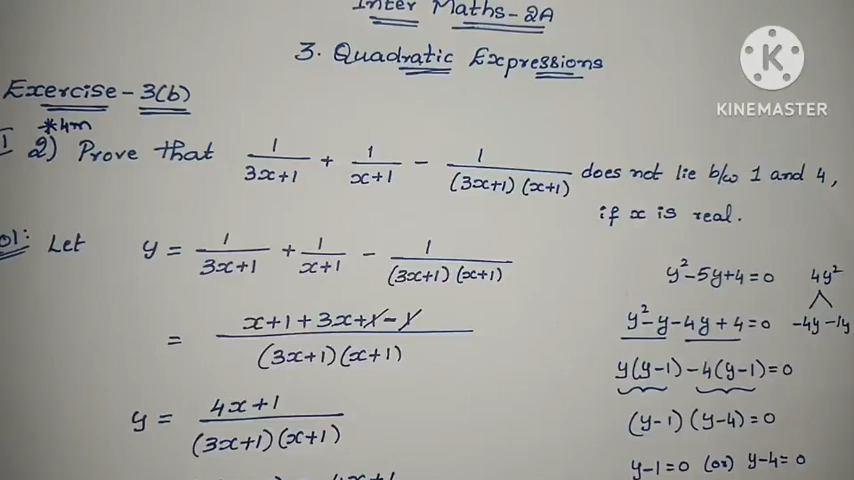 Inter Maths-2A
3. Quadratic Expressions
KINEMASTER
Exercise - 3(b)
*4m
I 2) Prove that 1/(3x+1) + 1/(x+1) - 1/((3x+1)(x+1)) does not lie b/w 1 and 4,
if x is real.
ol: Let y = 1/(3x+1) + 1/(x+1) - 1/((3x+1)(x+1))
= (x+1+3x+1-1)/((3x+1)(x+1))
y = (4x+1)/((3x+1)(x+1))
4x+1
y²-5y+4=0 4y²
y²-y-4y+4=0 -4y -1y
y(y-1) -4(y-1)=0
(y-1)(y-4)=0
y-1=0 (or) y-4=0